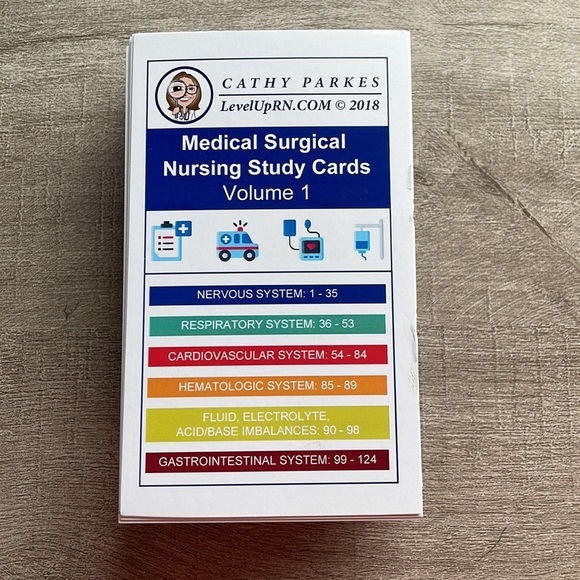 CATHY PARKES
LevelUpRN.COM © 2018
Medical Surgical
Nursing Study Cards
Volume 1
NERVOUS SYSTEM: 1 - 35
RESPIRATORY SYSTEM: 36 - 53
CARDIOVASCULAR SYSTEM: 54 - 84
HEMATOLOGIC SYSTEM: 85 - 89
FLUID, ELECTROLYTE,
ACID/BASE IMBALANCES: 90 - 98
GASTROINTESTINAL SYSTEM: 99 - 124